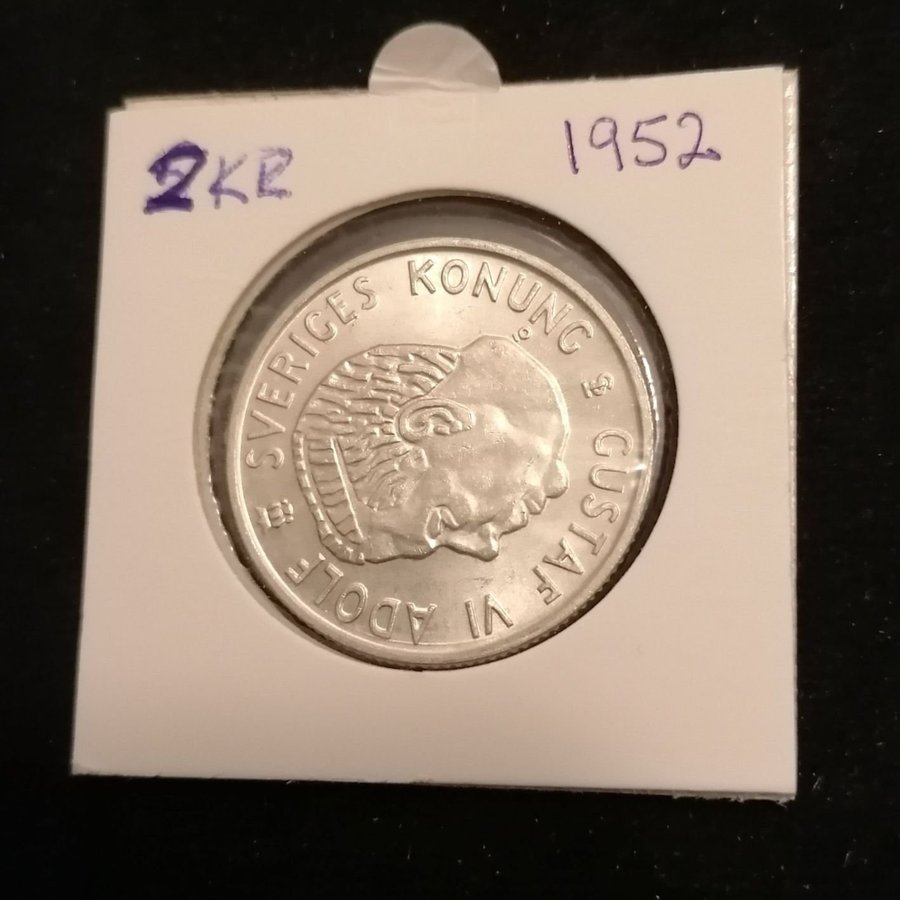 2KR 1952
GUSTAF VI ADOLF SVERIGES KONUNG